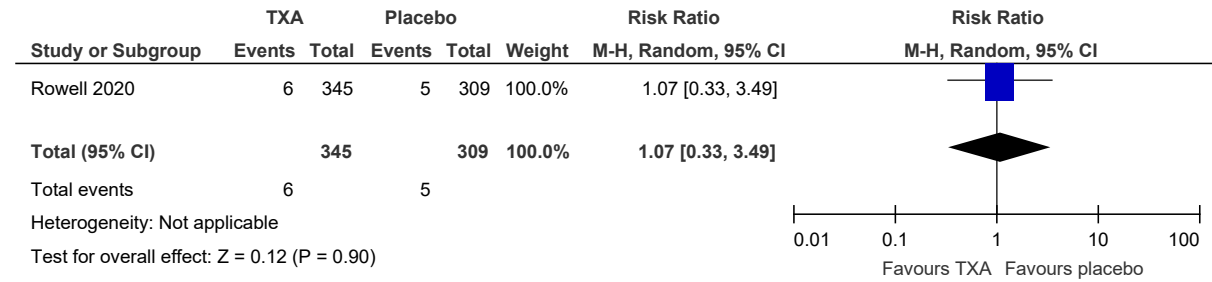 TXA Placebo Risk Ratio Risk Ratio
Study or Subgroup Events Total Events Total Weight M-H, Random, 95% CI M-H, Random, 95% CI
Rowell 2020 6 345 5 309 100.0% 1.07 [0.33, 3.49]
Total (95% CI) 345 309 100.0% 1.07 [0.33, 3.49]
Total events 6 5
Heterogeneity: Not applicable
Test for overall effect: Z = 0.12 (P = 0.90)
0.01 0.1 1 10 100
Favours TXA Favours placebo